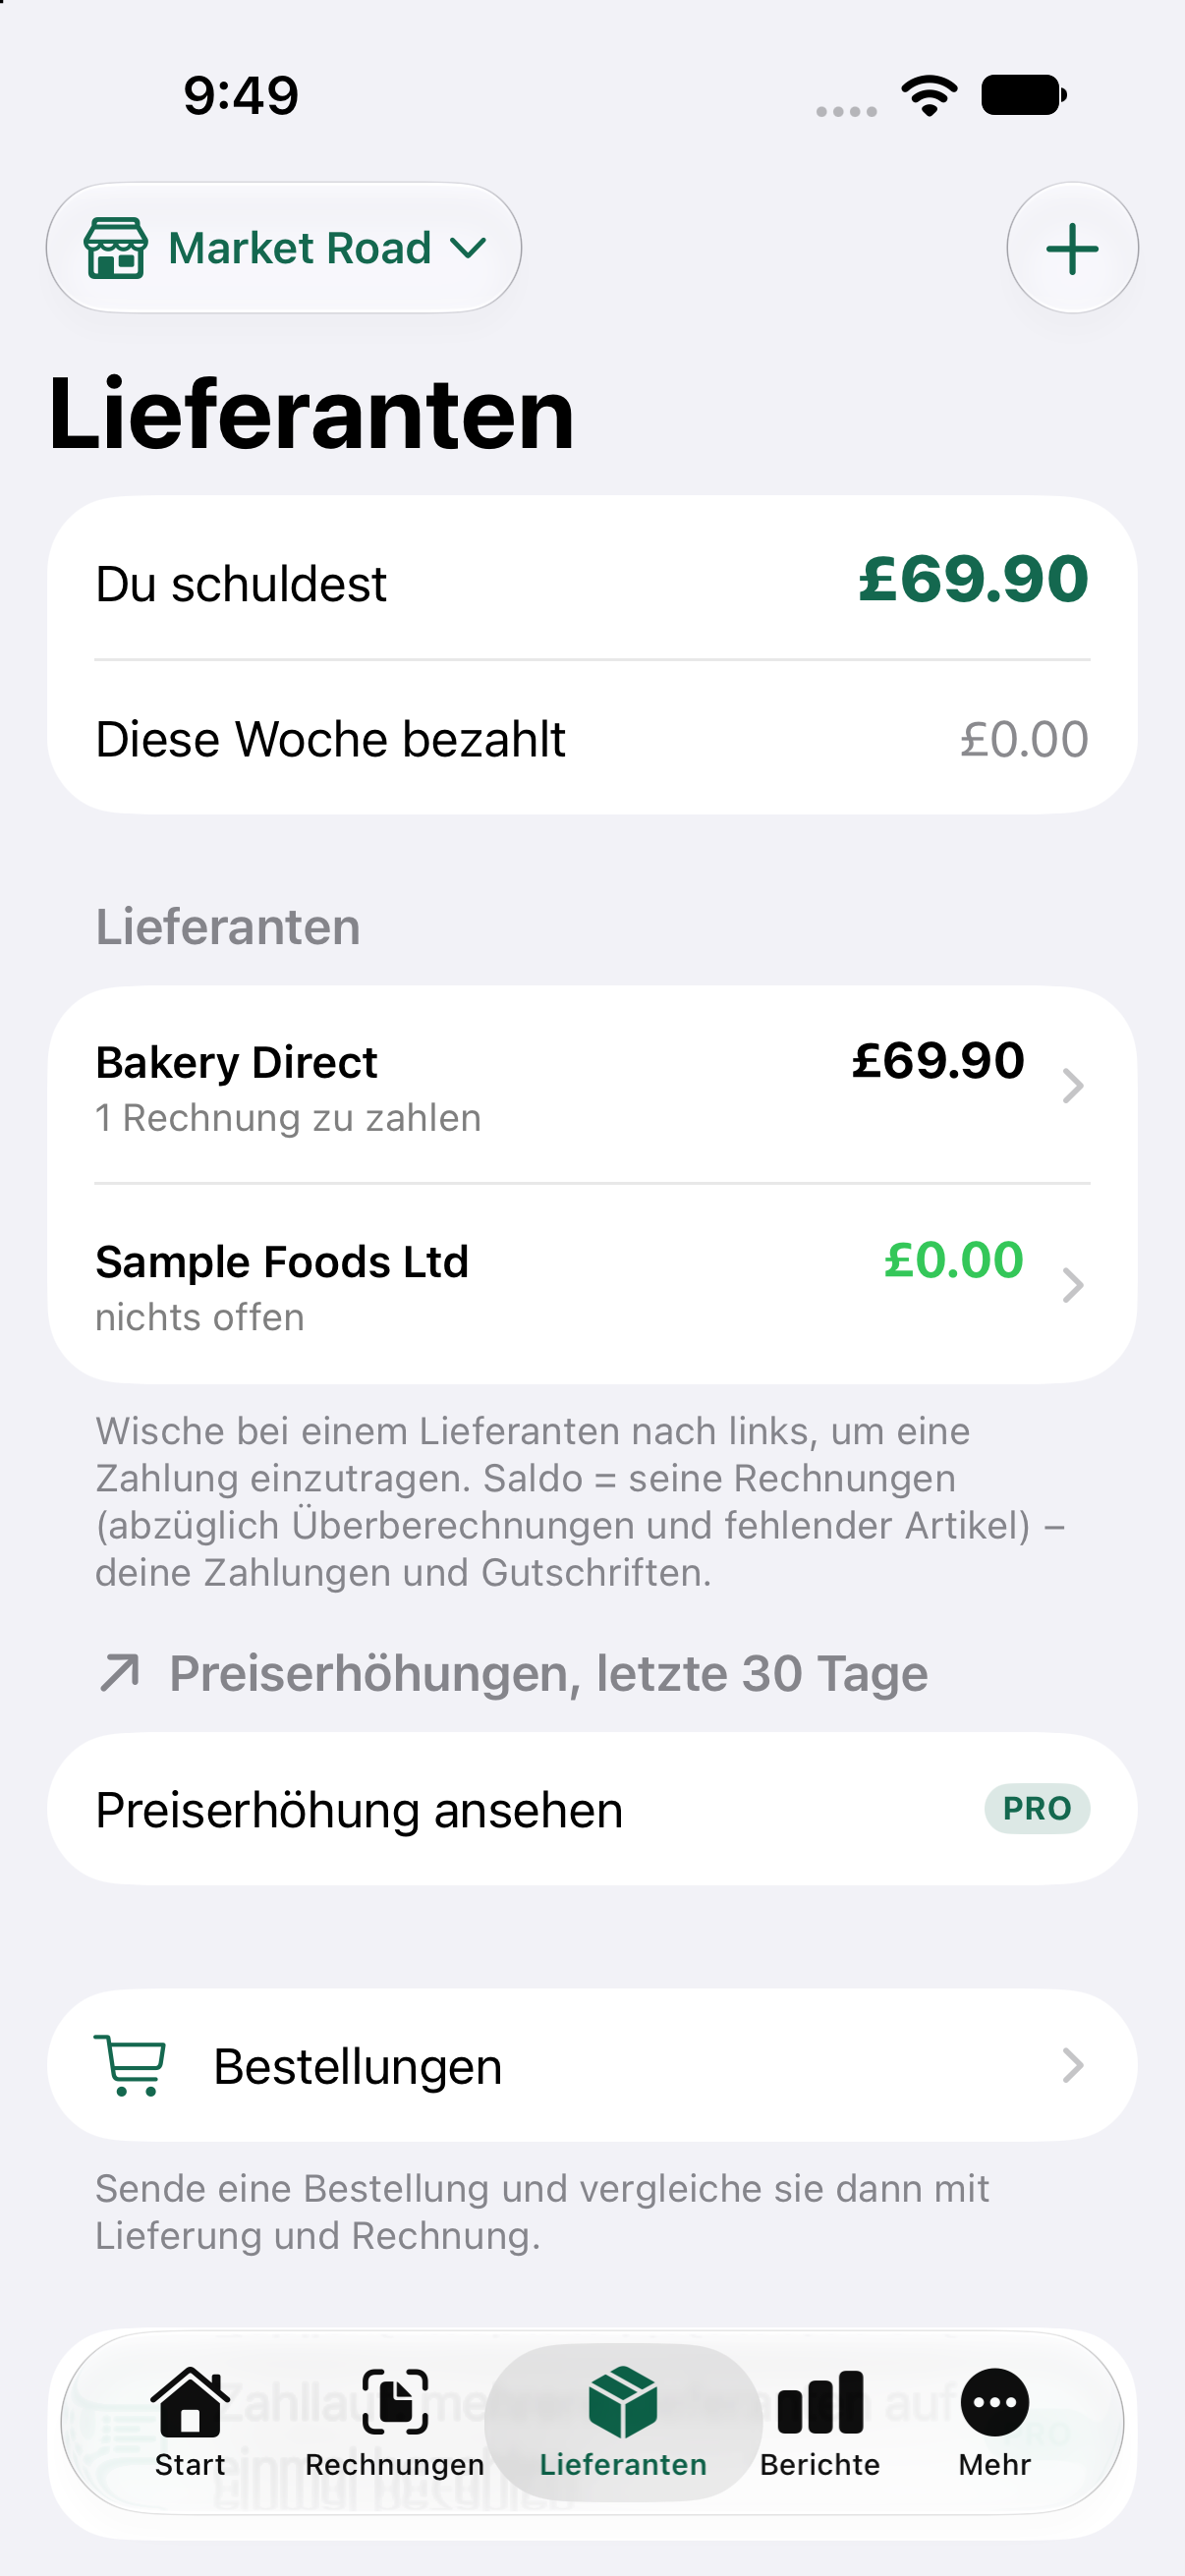 9:49
Market Road
Lieferanten
Du schuldest £69.90
Diese Woche bezahlt £0.00
Lieferanten
Bakery Direct £69.90
1 Rechnung zu zahlen
Sample Foods Ltd £0.00
nichts offen
Wische bei einem Lieferanten nach links, um eine
Zahlung einzutragen. Saldo = seine Rechnungen
(abzüglich Überberechnungen und fehlender Artikel) –
deine Zahlungen und Gutschriften.
Preiserhöhungen, letzte 30 Tage
Preiserhöhung ansehen PRO
Bestellungen
Sende eine Bestellung und vergleiche sie dann mit
Lieferung und Rechnung.
Start Rechnungen Lieferanten Berichte Mehr